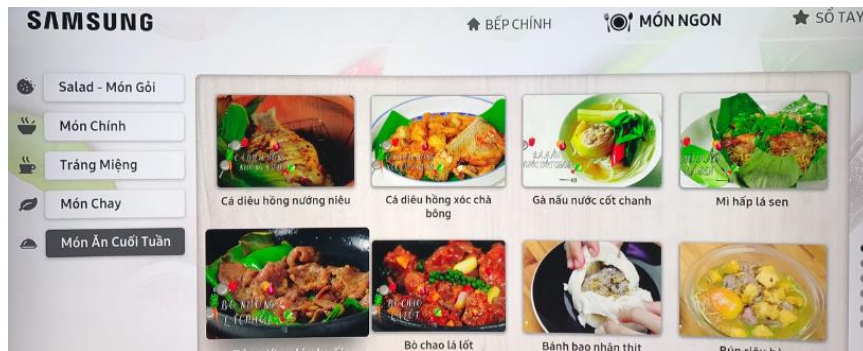 SAMSUNG
BẾP CHÍNH
MÓN NGON
SỔ TAY
Salad - Món Gỏi
Món Chính
Tráng Miệng
Món Chay
Món Ăn Cuối Tuần
Cá diêu hồng nướng niêu
Cá diêu hồng xóc chà
bông
Gà nấu nước cốt chanh
Mì hấp lá sen
Bò chao lá lốt
Bánh bao nhân thịt